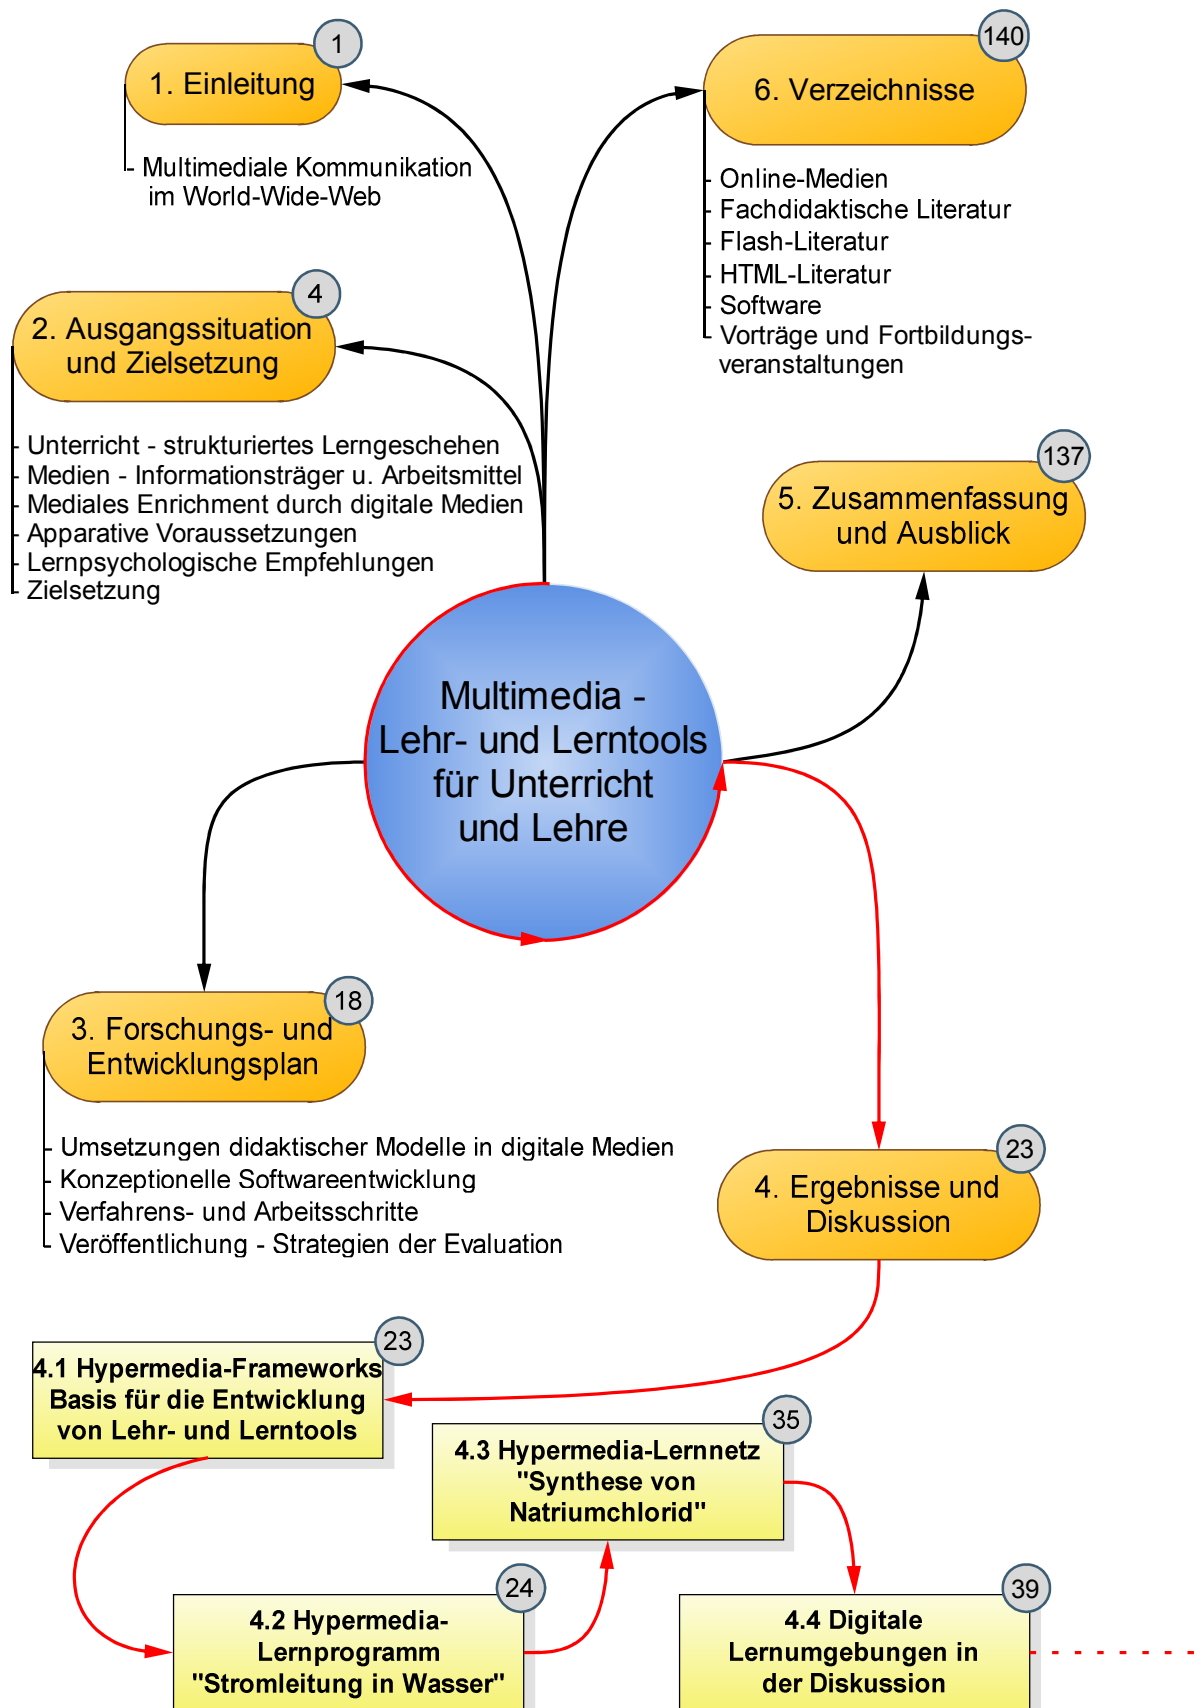 1
1. Einleitung
- Multimediale Kommunikation
im World-Wide-Web
140
6. Verzeichnisse
- Online-Medien
- Fachdidaktische Literatur
- Flash-Literatur
- HTML-Literatur
- Software
- Vorträge und Fortbildungs-
veranstaltungen
4
2. Ausgangssituation
und Zielsetzung
- Unterricht - strukturiertes Lerngeschehen
- Medien - Informationsträger u. Arbeitsmittel
- Mediales Enrichment durch digitale Medien
- Apparative Voraussetzungen
- Lernpsychologische Empfehlungen
- Zielsetzung
137
5. Zusammenfassung
und Ausblick
Multimedia -
Lehr- und Lerntools
für Unterricht
und Lehre
18
3. Forschungs- und
Entwicklungsplan
- Umsetzungen didaktischer Modelle in digitale Medien
- Konzeptionelle Softwareentwicklung
- Verfahrens- und Arbeitsschritte
- Veröffentlichung - Strategien der Evaluation
23
4. Ergebnisse und
Diskussion
23
4.1 Hypermedia-Frameworks
Basis für die Entwicklung
von Lehr- und Lerntools
35
4.3 Hypermedia-Lernnetz
"Synthese von
Natriumchlorid"
24
4.2 Hypermedia-
Lernprogramm
"Stromleitung in Wasser"
39
4.4 Digitale
Lernumgebungen in
der Diskussion